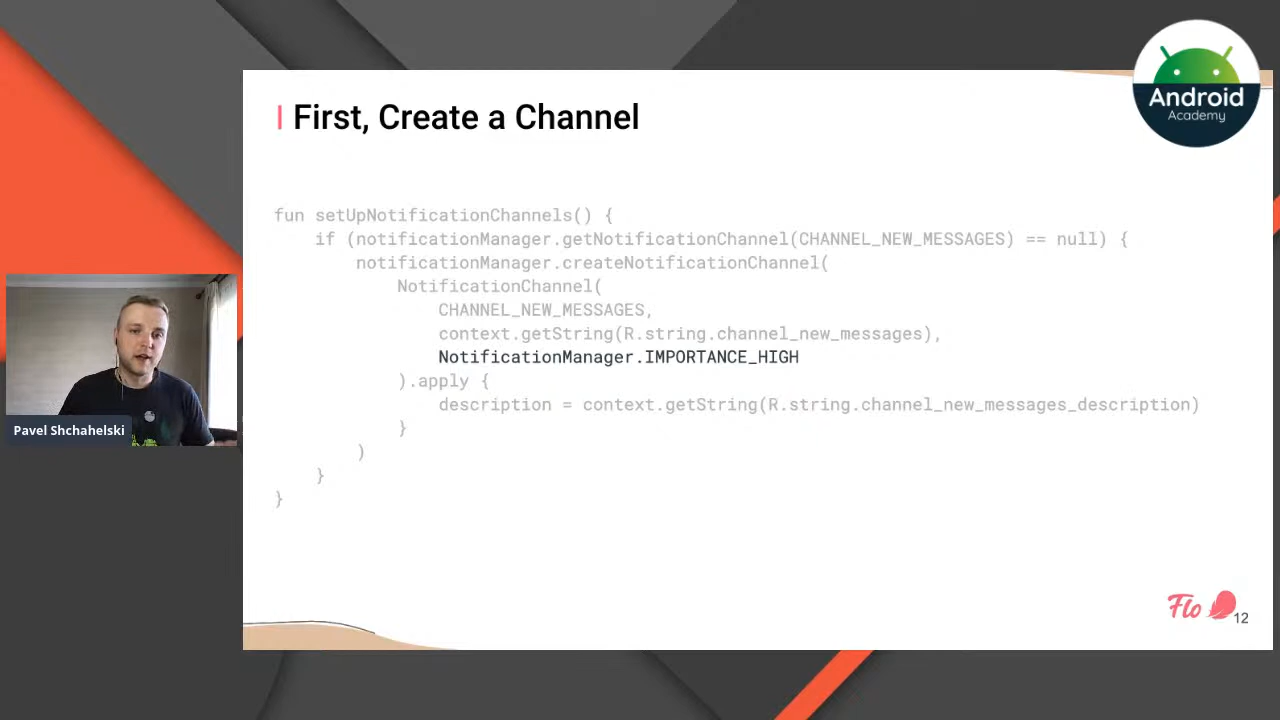 First, Create a Channel
Android
Academy
fun setUpNotificationChannels() {
if (notificationManager.getNotificationChannel(CHANNEL_NEW_MESSAGES) == null) {
notificationManager.createNotificationChannel(
NotificationChannel(
CHANNEL_NEW_MESSAGES,
context.getString(R.string.channel_new_messages),
NotificationManager.IMPORTANCE_HIGH
).apply {
description = context.getString(R.string.channel_new_messages_description)
}
)
}
}
Pavel Shchahelski
Flo
12